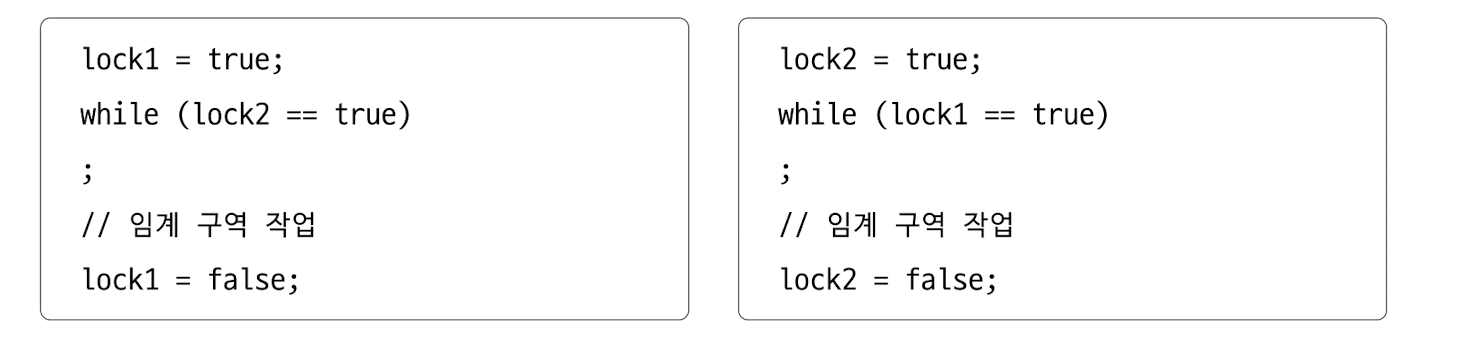 lock1 = true;
while (lock2 == true)
;
// 임계 구역 작업
lock1 = false;
lock2 = true;
while (lock1 == true)
;
// 임계 구역 작업
lock2 = false;